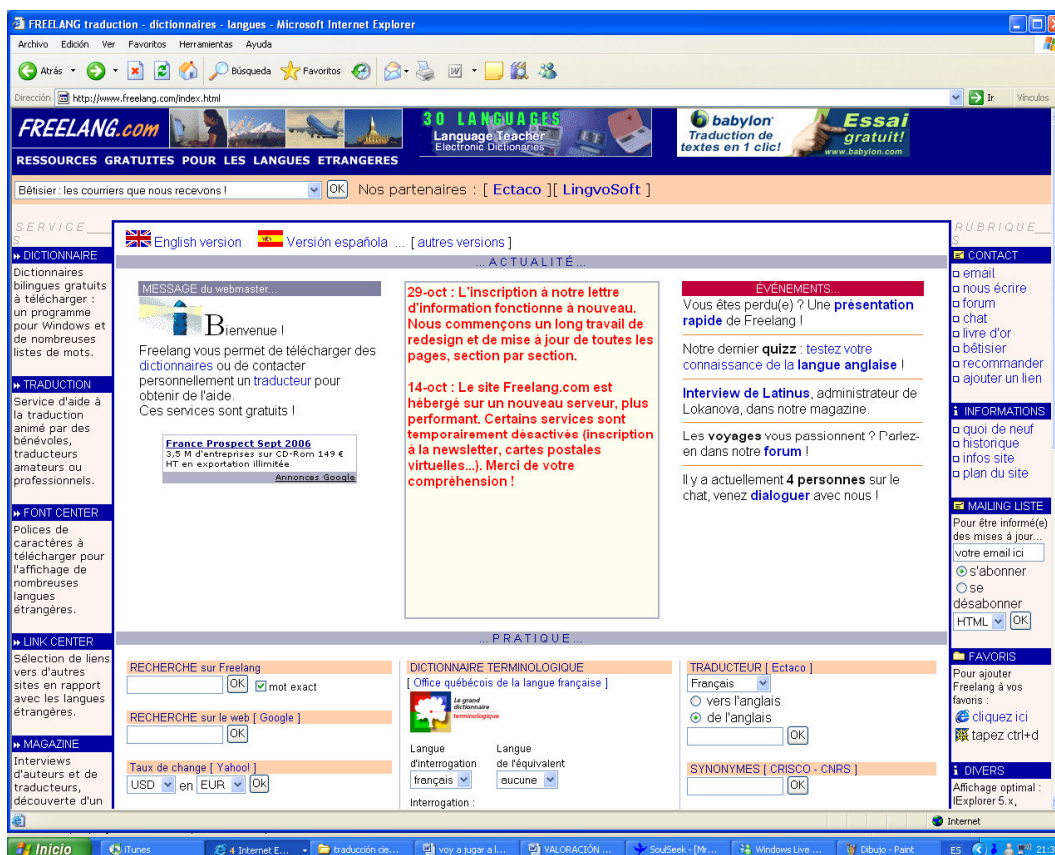 FREELANG traduction - dictionnaires - langues - Microsoft Internet Explorer
Archivo Edición Ver Favoritos Herramientas Ayuda
Atrás Búsqueda Favoritos
Dirección http://www.freelang.com/index.html Ir Vínculos
FREELANG.com
RESSOURCES GRATUITES POUR LES LANGUES ETRANGERES
30 LANGUAGES
Language Teacher
Electronic Dictionaries
babylon
Traduction de
textes en 1 clic!
Essai
gratuit!
www.babylon.com
Bêtisier : les courriers que nous recevons ! OK Nos partenaires : [ Ectaco ][ LingvoSoft ]
SERVICE___
S
DICTIONNAIRE
Dictionnaires
bilingues gratuits
à télécharger :
un programme
pour Windows et
de nombreuses
listes de mots.
TRADUCTION
Service d'aide à
la traduction
animé par des
bénévoles,
traducteurs
amateurs ou
professionnels.
FONT CENTER
Polices de
caractères à
télécharger pour
l'affichage de
nombreuses
langues
étrangères.
LINK CENTER
Sélection de liens
vers d'autres
sites en rapport
avec les langues
étrangères.
MAGAZINE
Interviews
d'auteurs et de
traducteurs,
découverte d'un
English version Versión española ... [ autres versions ]
...ACTUALITÉ...
MESSAGE du webmaster...
Bienvenue !
Freelang vous permet de télécharger des
dictionnaires ou de contacter
personnellement un traducteur pour
obtenir de l'aide.
Ces services sont gratuits !
France Prospect Sept 2006
3,5 M d'entreprises sur CD-Rom 149 €
HT en exportation illimitée
Annonces Google
29-oct : L'inscription à notre lettre
d'information fonctionne à nouveau.
Nous commençons un long travail de
redesign et de mise à jour de toutes les
pages, section par section.
14-oct : Le site Freelang.com est
hébergé sur un nouveau serveur, plus
performant. Certains services sont
temporairement désactivés (inscription
à la newsletter, cartes postales
virtuelles...). Merci de votre
compréhension !
ÉVÉNEMENTS...
Vous êtes perdu(e) ? Une présentation
rapide de Freelang !
Notre dernier quizz : testez votre
connaissance de la langue anglaise !
Interview de Latinus, administrateur de
Lokanova, dans notre magazine.
Les voyages vous passionnent ? Parlez-
en dans notre forum !
Il y a actuellement 4 personnes sur le
chat, venez dialoguer avec nous !
...PRATIQUE...
RECHERCHE sur Freelang
OK mot exact
RECHERCHE sur le web [ Google ]
OK
Taux de change [ Yahoo! ]
USD en EUR Ok
DICTIONNAIRE TERMINOLOGIQUE
[ Office québécois de la langue française ]
Le grand
dictionnaire
terminologique
Langue
d'interrogation
français
Langue
de l'équivalent
aucune
Interrogation :
TRADUCTEUR [ Ectaco ]
Français
vers l'anglais
de l'anglais
OK
SYNONYMES [ CRISCO - CNRS ]
OK
RUBRIQUE__
S
CONTACT
email
nous écrire
forum
chat
livre d'or
bêtisier
recommander
ajouter un lien
INFORMATIONS
quoi de neuf
historique
infos site
plan du site
MAILING LISTE
Pour être informé(e)
des mises à jour...
votre email ici
s'abonner
se
désabonner
HTML OK
FAVORIS
Pour ajouter
Freelang à vos
favoris :
cliquez ici
tapez ctrl+d
DIVERS
Affichage optimal :
IExplorer 5.x,
Internet
Inicio iTunes 4 Internet E... traducción cie... voy a jugar a l... VALORACIÓN ... SoulSeek - [Mr... Windows Live ... Dibujo - Paint ES